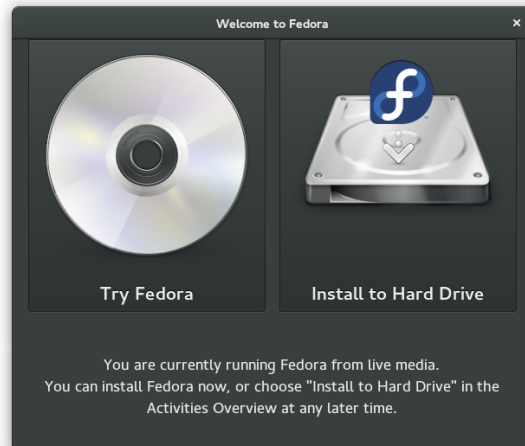 Welcome to Fedora
Try Fedora
Install to Hard Drive
You are currently running Fedora from live media.
You can install Fedora now, or choose "Install to Hard Drive" in the
Activities Overview at any later time.